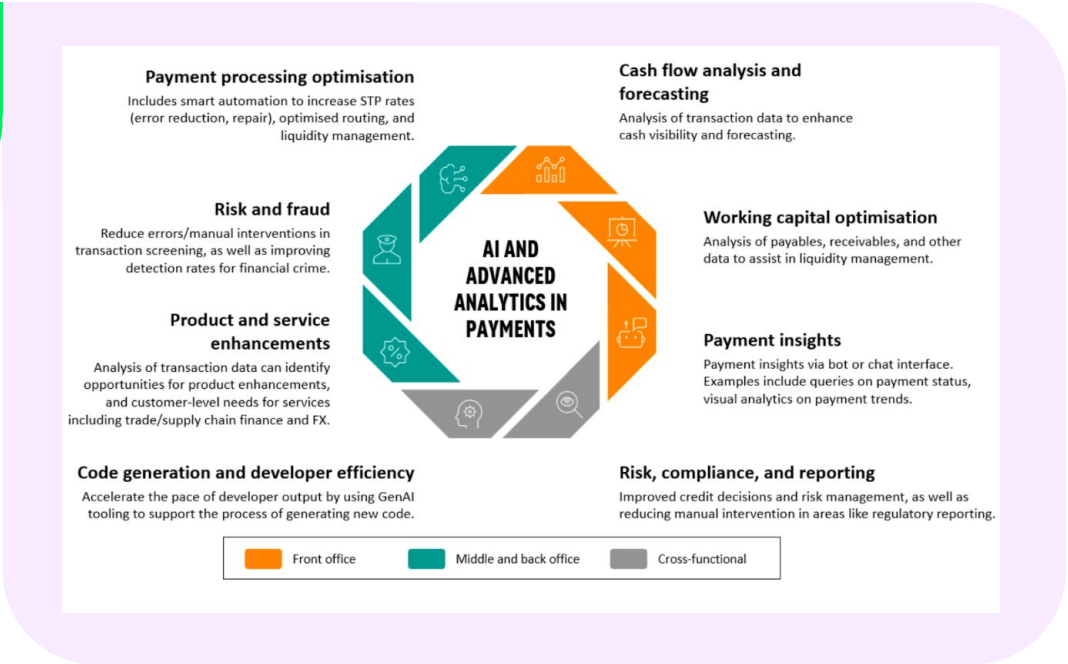 Payment processing optimisation
Includes smart automation to increase STP rates
(error reduction, repair), optimised routing, and
liquidity management.
Cash flow analysis and
forecasting
Analysis of transaction data to enhance
cash visibility and forecasting.
Risk and fraud
Reduce errors/manual interventions in
transaction screening, as well as improving
detection rates for financial crime.
AI AND
ADVANCED
ANALYTICS IN
PAYMENTS
Working capital optimisation
Analysis of payables, receivables, and other
data to assist in liquidity management.
Product and service
enhancements
Analysis of transaction data can identify
opportunities for product enhancements,
and customer-level needs for services
including trade/supply chain finance and FX.
Payment insights
Payment insights via bot or chat interface.
Examples include queries on payment status,
visual analytics on payment trends.
Code generation and developer efficiency
Accelerate the pace of developer output by using GenAI
tooling to support the process of generating new code.
Risk, compliance, and reporting
Improved credit decisions and risk management, as well as
reducing manual intervention in areas like regulatory reporting.
Front office
Middle and back office
Cross-functional